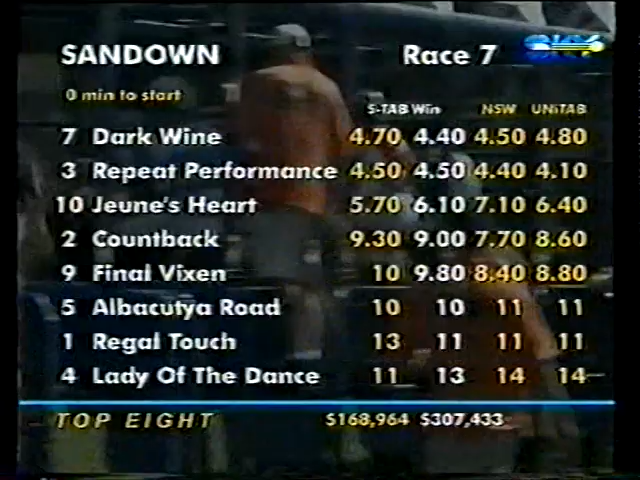 SANDOWN Race 7 SKY
0 min to start
S-TAB Win NSW UNiTAB
7 Dark Wine 4.70 4.40 4.50 4.80
3 Repeat Performance 4.50 4.50 4.40 4.10
10 Jeune's Heart 5.70 6.10 7.10 6.40
2 Countback 9.30 9.00 7.70 8.60
9 Final Vixen 10 9.80 8.40 8.80
5 Albacutya Road 10 10 11 11
1 Regal Touch 13 11 11 11
4 Lady Of The Dance 11 13 14 14
TOP EIGHT $168,964 $307,433